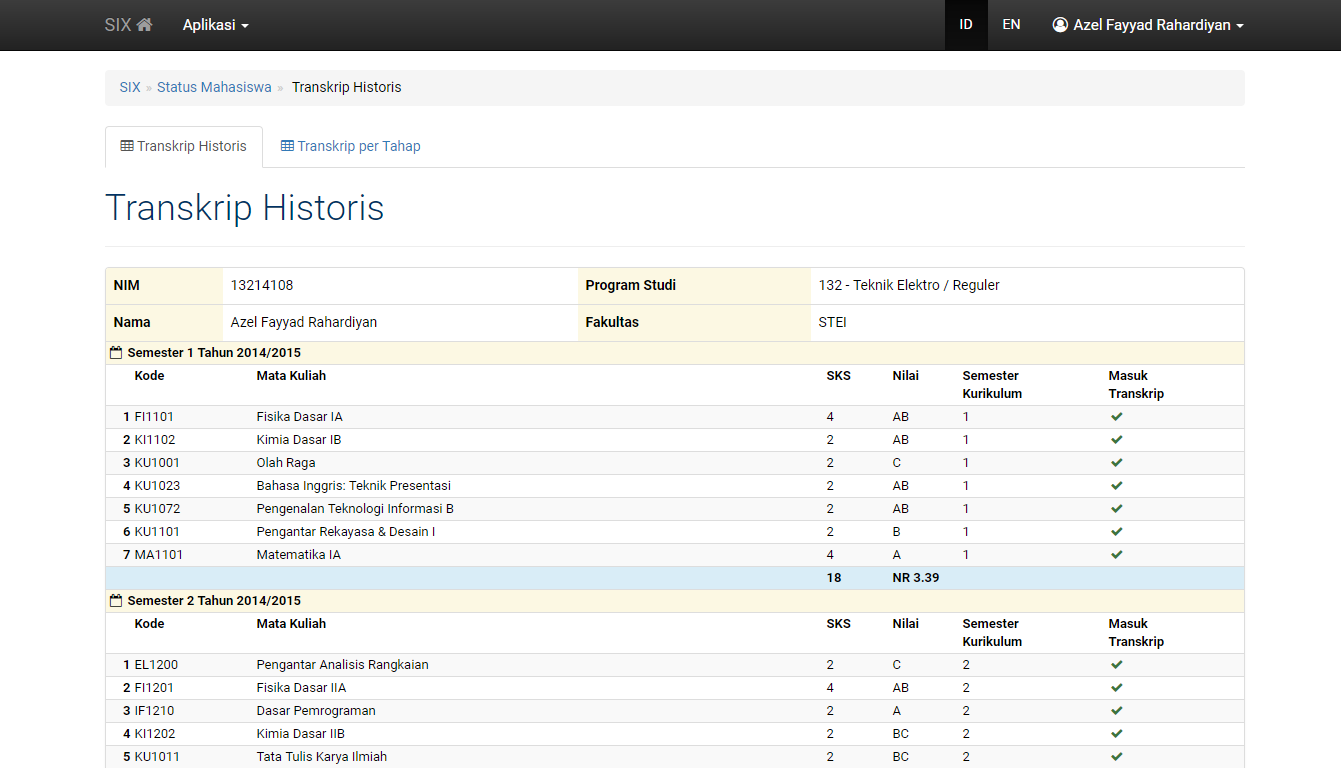 SIX Aplikasi ID EN Azel Fayyad Rahardiyan
SIX » Status Mahasiswa » Transkrip Historis
Transkrip Historis Transkrip per Tahap
Transkrip Historis
NIM 13214108 Program Studi 132 - Teknik Elektro / Reguler
Nama Azel Fayyad Rahardiyan Fakultas STEI
Semester 1 Tahun 2014/2015
Kode Mata Kuliah SKS Nilai Semester Kurikulum Masuk Transkrip
1 FI1101 Fisika Dasar IA 4 AB 1
2 KI1102 Kimia Dasar IB 2 AB 1
3 KU1001 Olah Raga 2 C 1
4 KU1023 Bahasa Inggris: Teknik Presentasi 2 AB 1
5 KU1072 Pengenalan Teknologi Informasi B 2 AB 1
6 KU1101 Pengantar Rekayasa & Desain I 2 B 1
7 MA1101 Matematika IA 4 A 1
18 NR 3.39
Semester 2 Tahun 2014/2015
Kode Mata Kuliah SKS Nilai Semester Kurikulum Masuk Transkrip
1 EL1200 Pengantar Analisis Rangkaian 2 C 2
2 FI1201 Fisika Dasar IIA 4 AB 2
3 IF1210 Dasar Pemrograman 2 A 2
4 KI1202 Kimia Dasar IIB 2 BC 2
5 KU1011 Tata Tulis Karya Ilmiah 2 BC 2